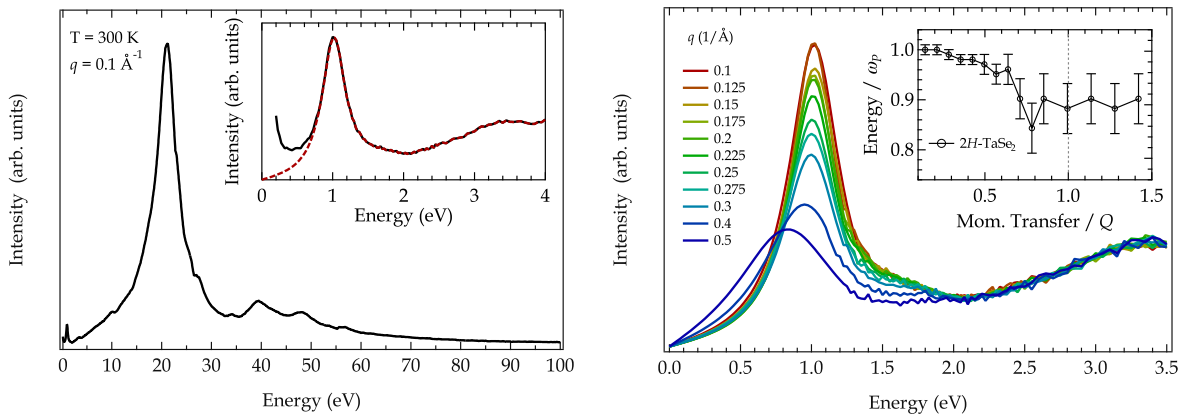 T = 300 K
q = 0.1 Å-1
Intensity (arb. units)
0 10 20 30 40 50 60 70 80 90 100
Energy (eV)
Intensity (arb. units)
0 1 2 3 4
Energy (eV)
q (1/Å)
0.1
0.125
0.15
0.175
0.2
0.225
0.25
0.275
0.3
0.4
0.5
Intensity (arb. units)
0.0 0.5 1.0 1.5 2.0 2.5 3.0 3.5
Energy (eV)
Energy / ωp
1.0
0.9
0.8
2H-TaSe2
0.5 1.0 1.5
Mom. Transfer / Q